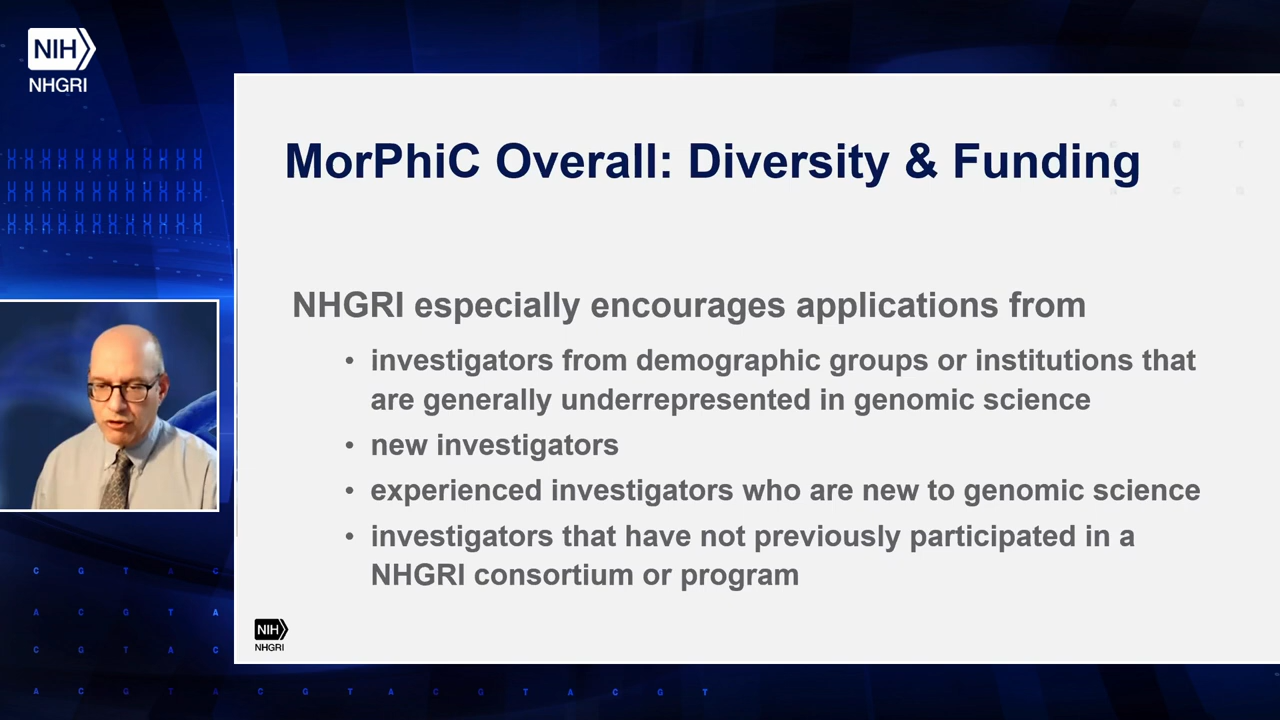 NIH
NHGRI
MorPhiC Overall: Diversity & Funding
NHGRI especially encourages applications from
• investigators from demographic groups or institutions that
are generally underrepresented in genomic science
• new investigators
• experienced investigators who are new to genomic science
• investigators that have not previously participated in a
NHGRI consortium or program
NIH
NHGRI
C G T A C
A C G T A
C G T A C
A C G T A C G T A C G T A C G T